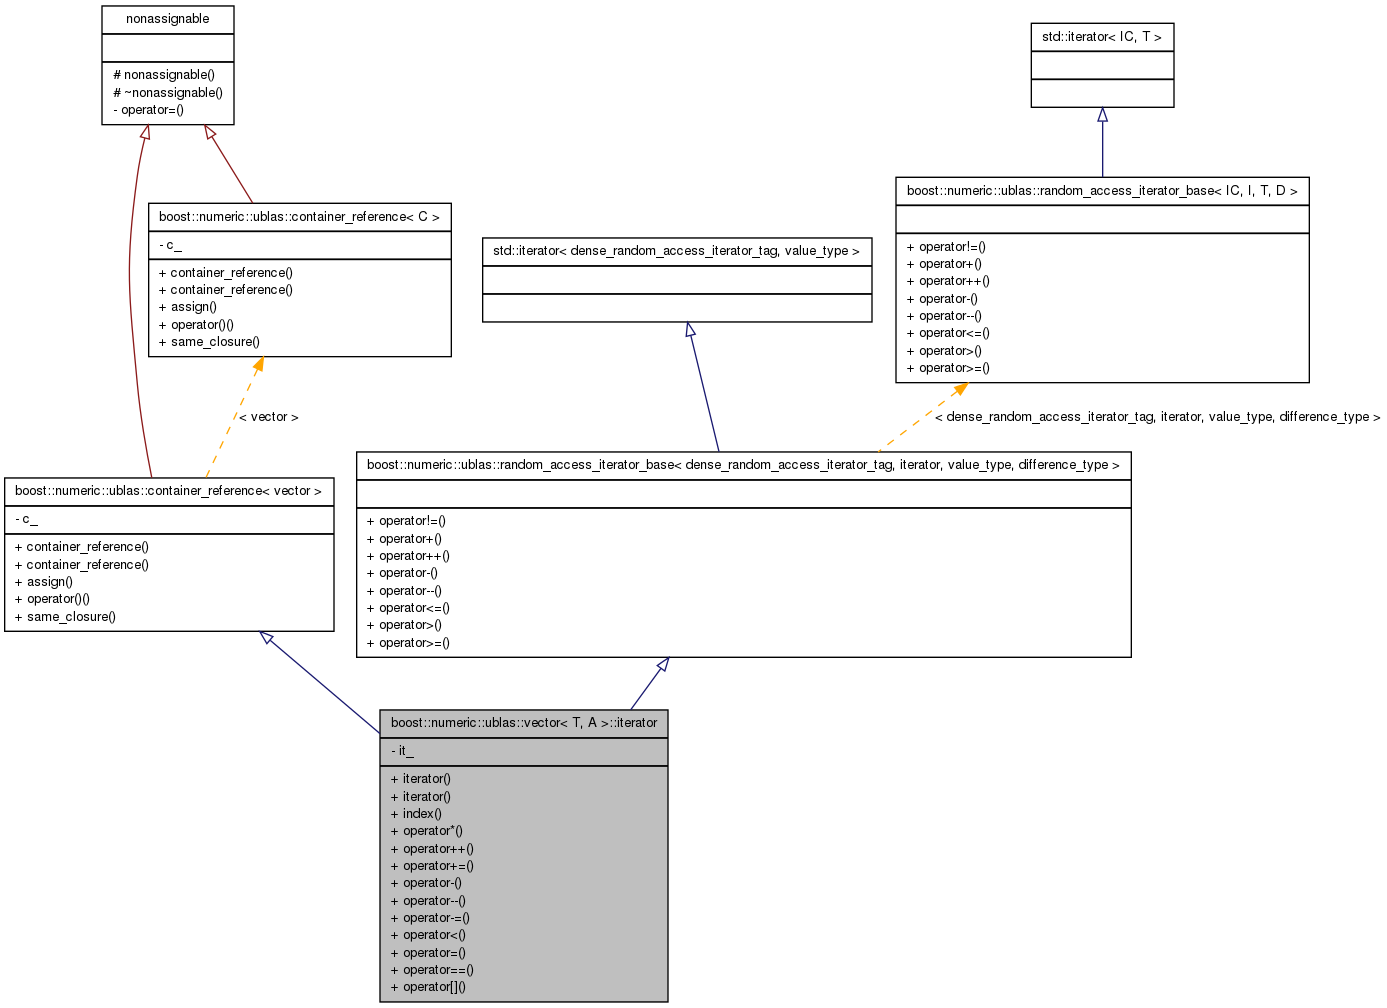 nonassignable
# nonassignable()
# ~nonassignable()
- operator=()
std::iterator< IC, T >
boost::numeric::ublas::random_access_iterator_base< IC, I, T, D >
+ operator!=()
+ operator+()
+ operator++()
+ operator-()
+ operator--()
+ operator<=()
+ operator>()
+ operator>=()
boost::numeric::ublas::container_reference< C >
- c_
+ container_reference()
+ container_reference()
+ assign()
+ operator()()
+ same_closure()
std::iterator< dense_random_access_iterator_tag, value_type >
< vector >
< dense_random_access_iterator_tag, iterator, value_type, difference_type >
boost::numeric::ublas::container_reference< vector >
- c_
+ container_reference()
+ container_reference()
+ assign()
+ operator()()
+ same_closure()
boost::numeric::ublas::random_access_iterator_base< dense_random_access_iterator_tag, iterator, value_type, difference_type >
+ operator!=()
+ operator+()
+ operator++()
+ operator-()
+ operator--()
+ operator<=()
+ operator>()
+ operator>=()
boost::numeric::ublas::vector< T, A >::iterator
- it_
+ iterator()
+ iterator()
+ index()
+ operator*()
+ operator++()
+ operator+=()
+ operator-()
+ operator--()
+ operator-=()
+ operator<()
+ operator=()
+ operator==()
+ operator[]()